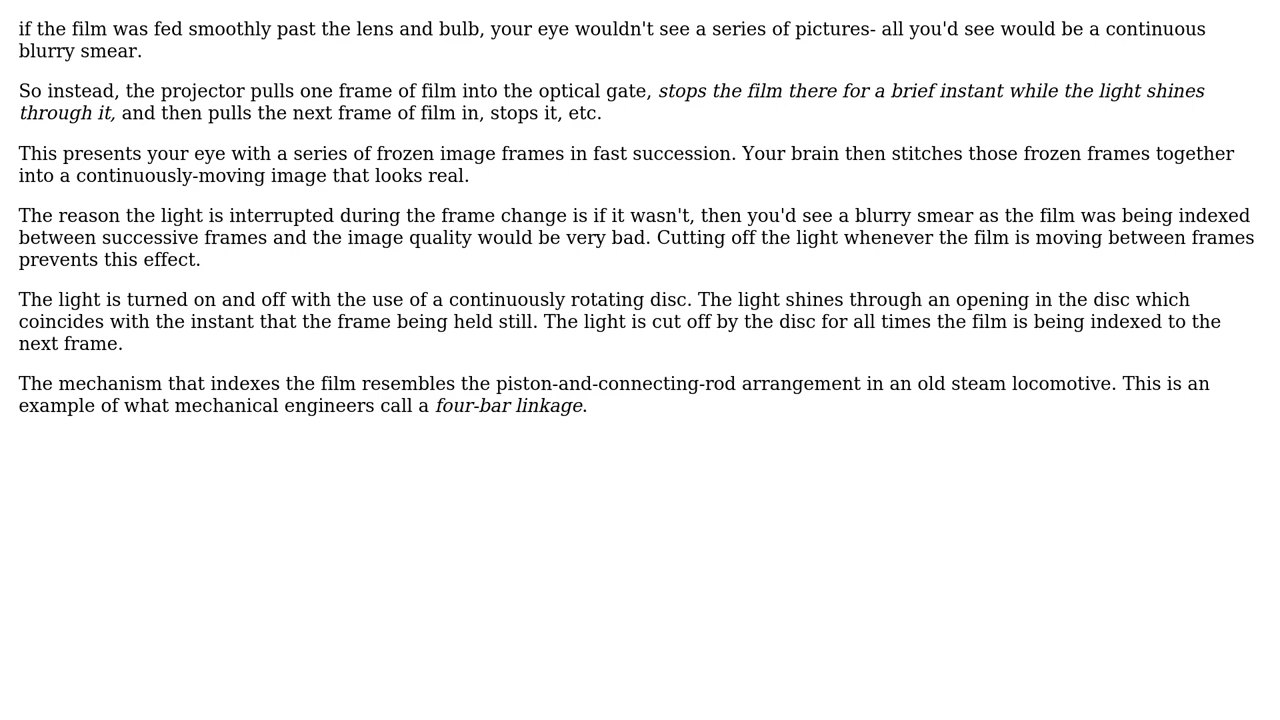 if the film was fed smoothly past the lens and bulb, your eye wouldn't see a series of pictures- all you'd see would be a continuous
blurry smear.
So instead, the projector pulls one frame of film into the optical gate, stops the film there for a brief instant while the light shines
through it, and then pulls the next frame of film in, stops it, etc.
This presents your eye with a series of frozen image frames in fast succession. Your brain then stitches those frozen frames together
into a continuously-moving image that looks real.
The reason the light is interrupted during the frame change is if it wasn't, then you'd see a blurry smear as the film was being indexed
between successive frames and the image quality would be very bad. Cutting off the light whenever the film is moving between frames
prevents this effect.
The light is turned on and off with the use of a continuously rotating disc. The light shines through an opening in the disc which
coincides with the instant that the frame being held still. The light is cut off by the disc for all times the film is being indexed to the
next frame.
The mechanism that indexes the film resembles the piston-and-connecting-rod arrangement in an old steam locomotive. This is an
example of what mechanical engineers call a four-bar linkage.